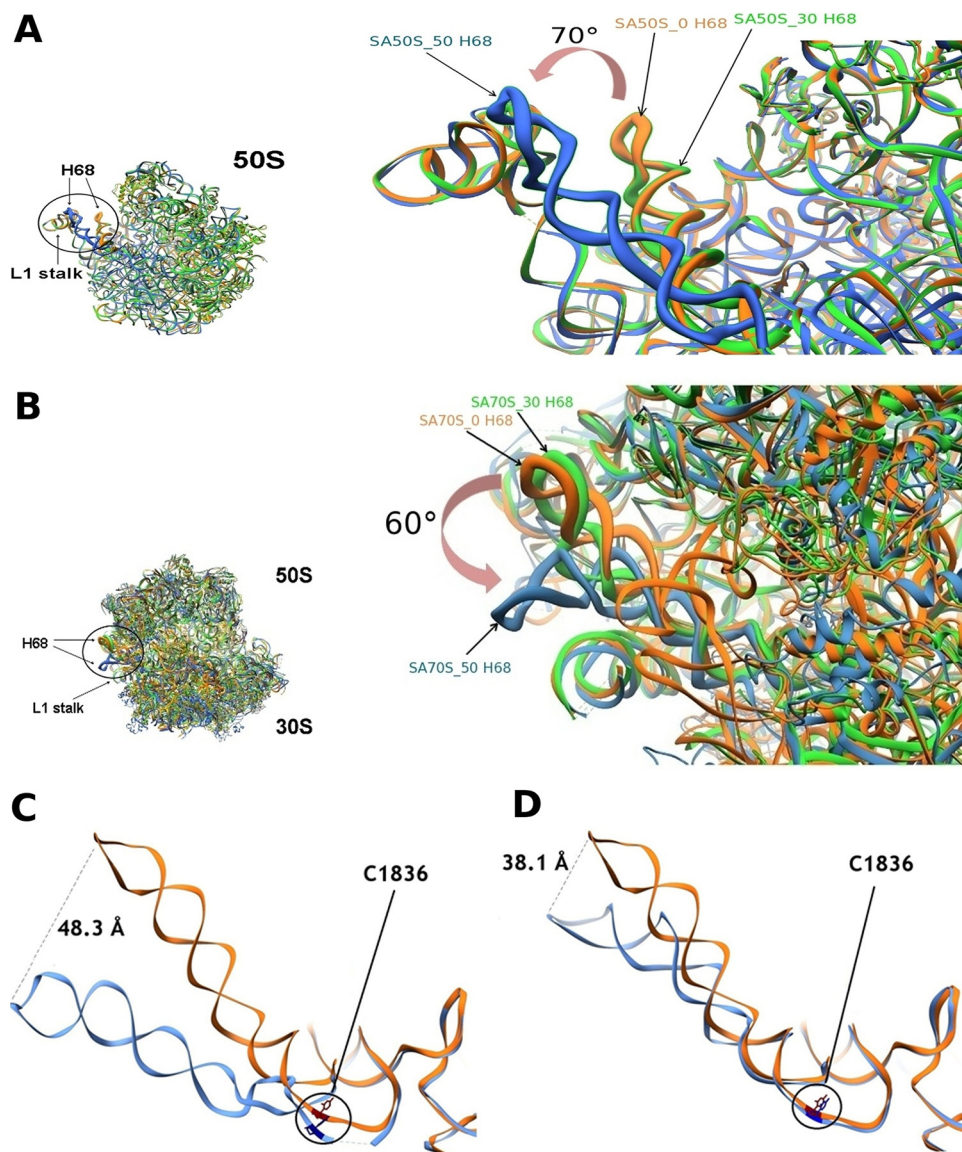 A
SA50S_50 H68
70°
SA50S_0 H68
SA50S_30 H68
50S
H68
L1 stalk
B
SA70S_30 H68
SA70S_0 H68
60°
50S
H68
SA70S_50 H68
L1 stalk
30S
C
D
C1836
38.1 Å
C1836
48.3 Å